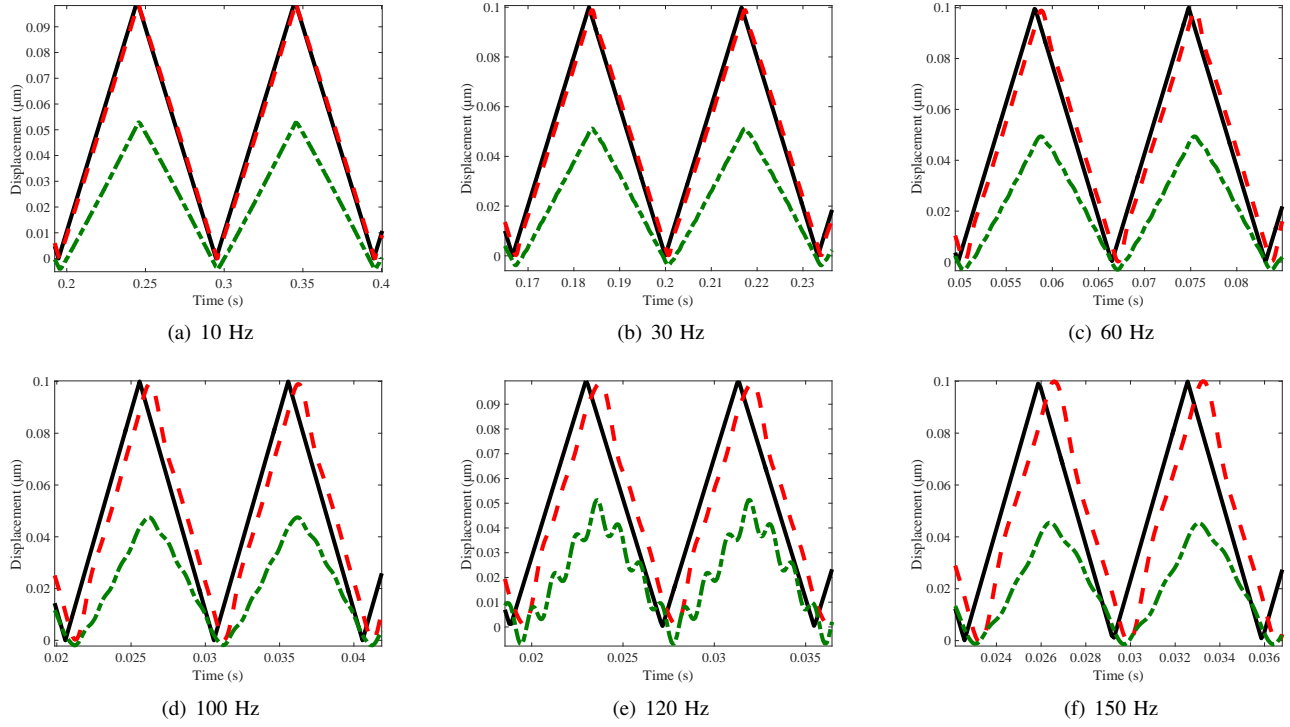 0.09
0.08
0.07
0.06
0.05
0.04
0.03
0.02
0.01
0
Displacement (µm)
0.2 0.25 0.3 0.35 0.4
Time (s)
(a) 10 Hz
0.1
0.08
0.06
0.04
0.02
0
Displacement (µm)
0.17 0.18 0.19 0.2 0.21 0.22 0.23
Time (s)
(b) 30 Hz
0.1
0.08
0.06
0.04
0.02
0
Displacement (µm)
0.05 0.055 0.06 0.065 0.07 0.075 0.08
Time (s)
(c) 60 Hz
0.1
0.08
0.06
0.04
0.02
0
Displacement (µm)
0.02 0.025 0.03 0.035 0.04
Time (s)
(d) 100 Hz
0.09
0.08
0.07
0.06
0.05
0.04
0.03
0.02
0.01
0
Displacement (µm)
0.02 0.025 0.03 0.035
Time (s)
(e) 120 Hz
0.1
0.08
0.06
0.04
0.02
0
Displacement (µm)
0.024 0.026 0.028 0.03 0.032 0.034 0.036
Time (s)
(f) 150 Hz